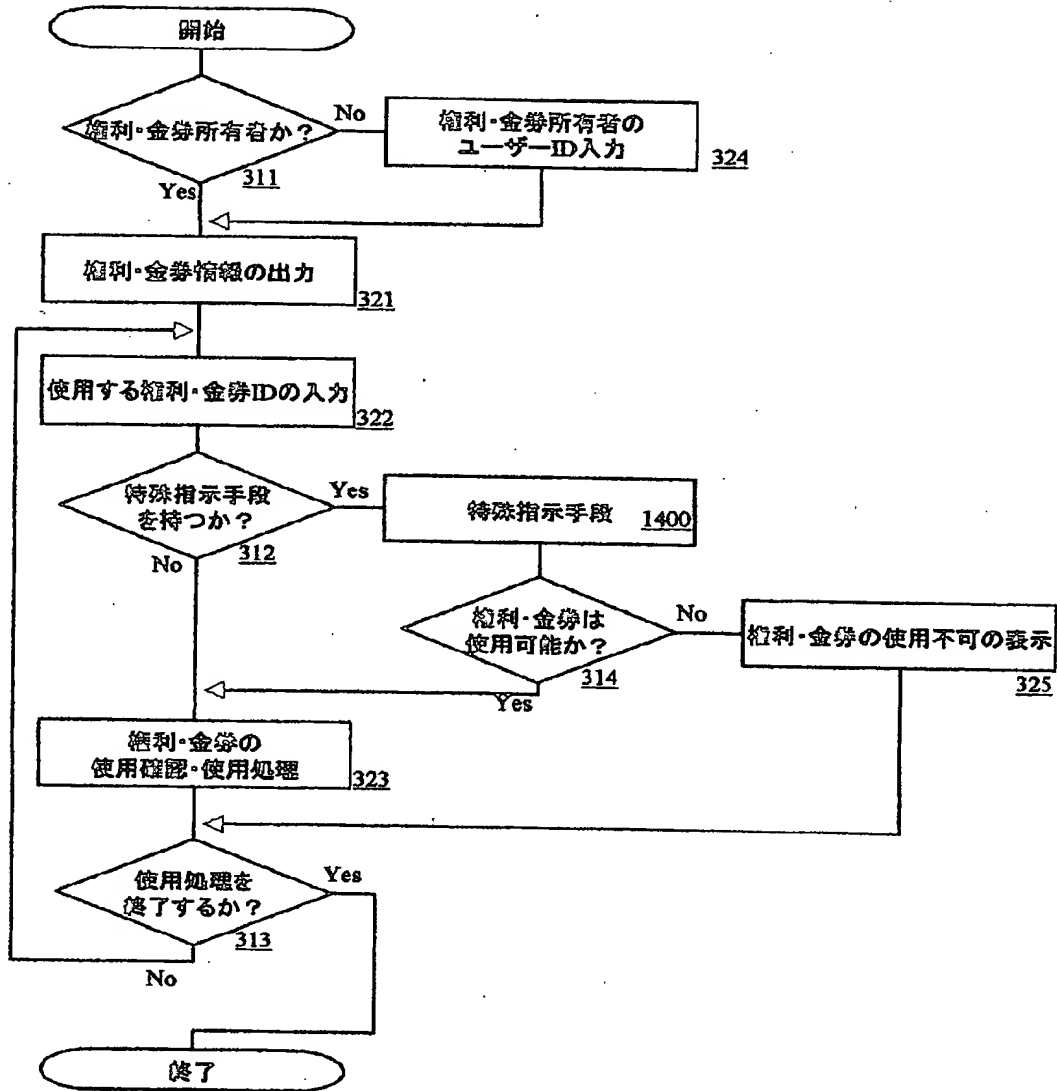 開始
権利・金券所有者か？
No
権利・金券所有者の
ユーザーID入力
324
311
Yes
権利・金券情報の出力
321
使用する権利・金券IDの入力
322
特殊指示手段
を持つか？
Yes
312
No
特殊指示手段
1400
権利・金券は
使用可能か？
No
314
Yes
権利・金券の使用不可の表示
325
権利・金券の
使用確認・使用処理
323
使用処理を
終了するか？
Yes
313
No
終了